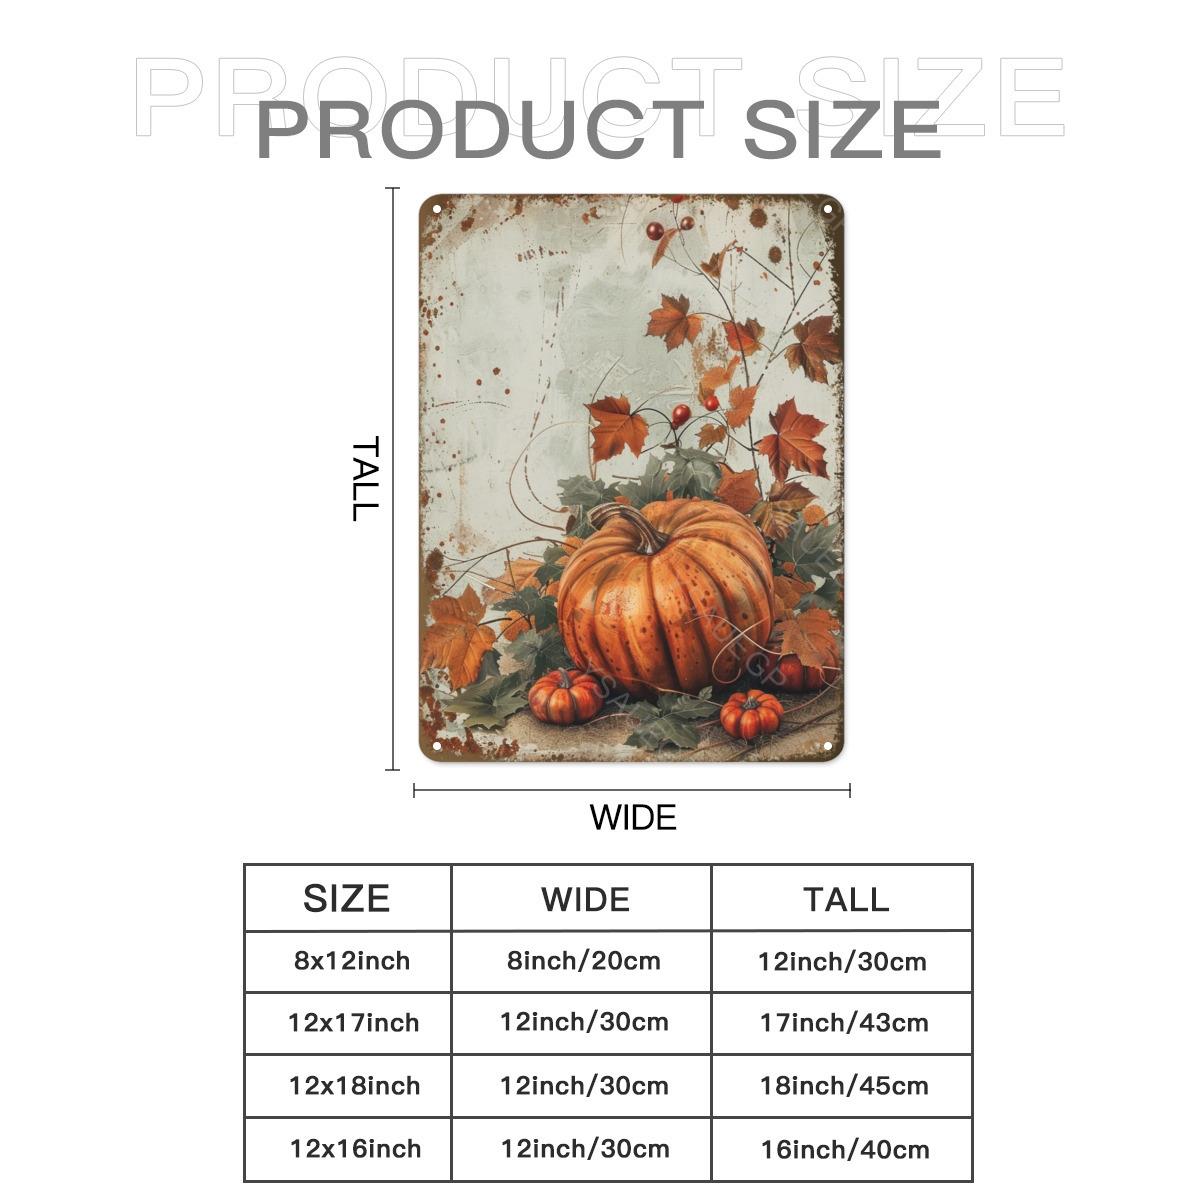 PRODUCT SIZE
PRODUCT SIZE
TALL
WIDE
SIZE WIDE TALL
8x12inch 8inch/20cm 12inch/30cm
12x17inch 12inch/30cm 17inch/43cm
12x18inch 12inch/30cm 18inch/45cm
12x16inch 12inch/30cm 16inch/40cm